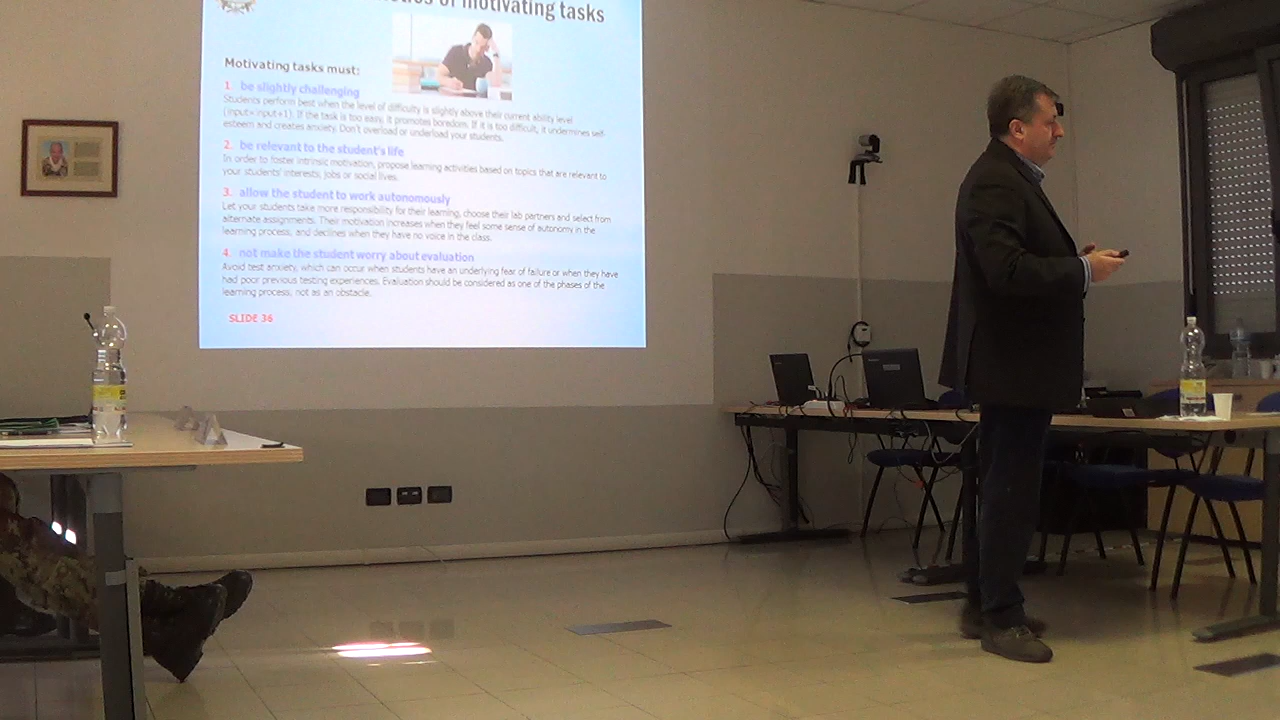 of motivating tasks
Motivating tasks must:
1. be slightly challenging
Students perform best when the level of difficulty is slightly above their current ability level
(input=input+1). If the task is too easy, it promotes boredom. If it is too difficult, it undermines self-
esteem and creates anxiety. Don't overload or underload your students.
2. be relevant to the student's life
In order to foster intrinsic motivation, propose learning activities based on topics that are relevant to
your students' interests, jobs or social lives.
3. allow the student to work autonomously
Let your students take more responsibility for their learning, choose their lab partners and select from
alternate assignments. Their motivation increases when they feel some sense of autonomy in the
learning process, and declines when they have no voice in the class.
4. not make the student worry about evaluation
Avoid test anxiety, which can occur when students have an underlying fear of failure or when they have
had poor previous testing experiences. Evaluation should be considered as one of the phases of the
learning process, not as an obstacle.
SLIDE 36